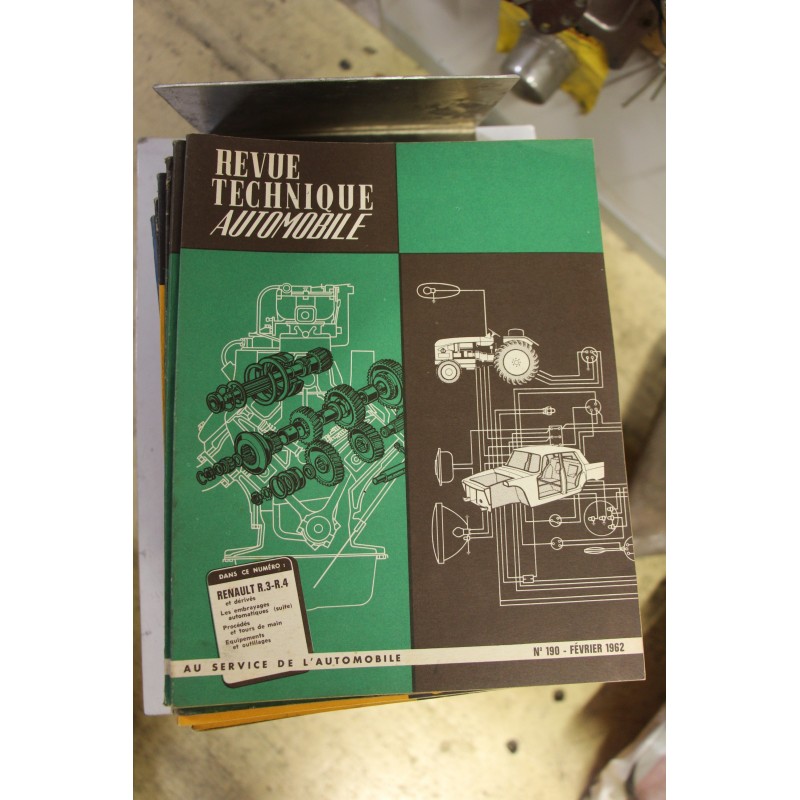 REVUE
TECHNIQUE
AUTOMOBILE
DANS CE NUMÉRO :
RENAULT R.3-R.4
et dérivés
Les embrayages
automatiques (suite)
Procédés
et tours de main
Equipements
et outillages
AU SERVICE DE L'AUTOMOBILE
N° 190 - FÉVRIER 1962